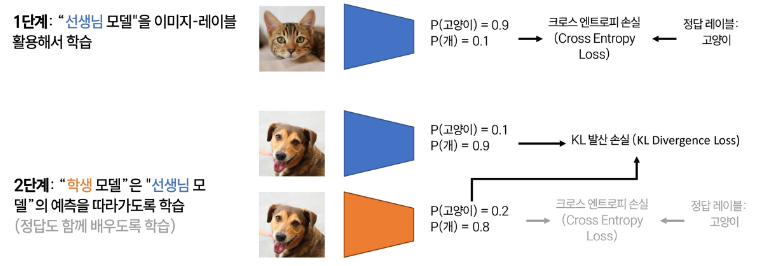 1단계: “선생님 모델"을 이미지-레이블
활용해서 학습
P(고양이) = 0.9
P(개) = 0.1
크로스 엔트로피 손실
(Cross Entropy
Loss)
정답 레이블:
고양이
P(고양이) = 0.1
P(개) = 0.9
KL 발산 손실 (KL Divergence Loss)
2단계: “학생 모델”은 "선생님 모
델”의 예측을 따라가도록 학습
(정답도 함께 배우도록 학습)
P(고양이) = 0.2
P(개) = 0.8
크로스 엔트로피 손실
(Cross Entropy
Loss)
정답 레이블:
고양이